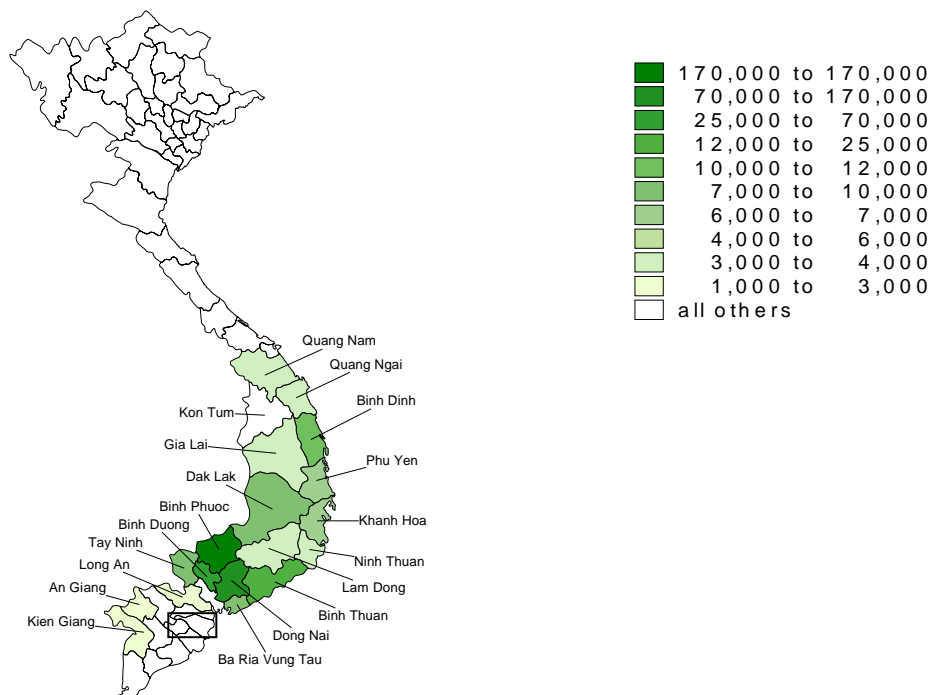 170,000 to 170,000
70,000 to 170,000
25,000 to 70,000
12,000 to 25,000
10,000 to 12,000
7,000 to 10,000
6,000 to 7,000
4,000 to 6,000
3,000 to 4,000
1,000 to 3,000
all others
Quang Nam
Quang Ngai
Kon Tum
Binh Dinh
Gia Lai
Phu Yen
Dak Lak
Binh Phuoc
Khanh Hoa
Binh Duong
Tay Ninh
Ninh Thuan
Long An
Lam Dong
An Giang
Binh Thuan
Kien Giang
Dong Nai
Ba Ria Vung Tau